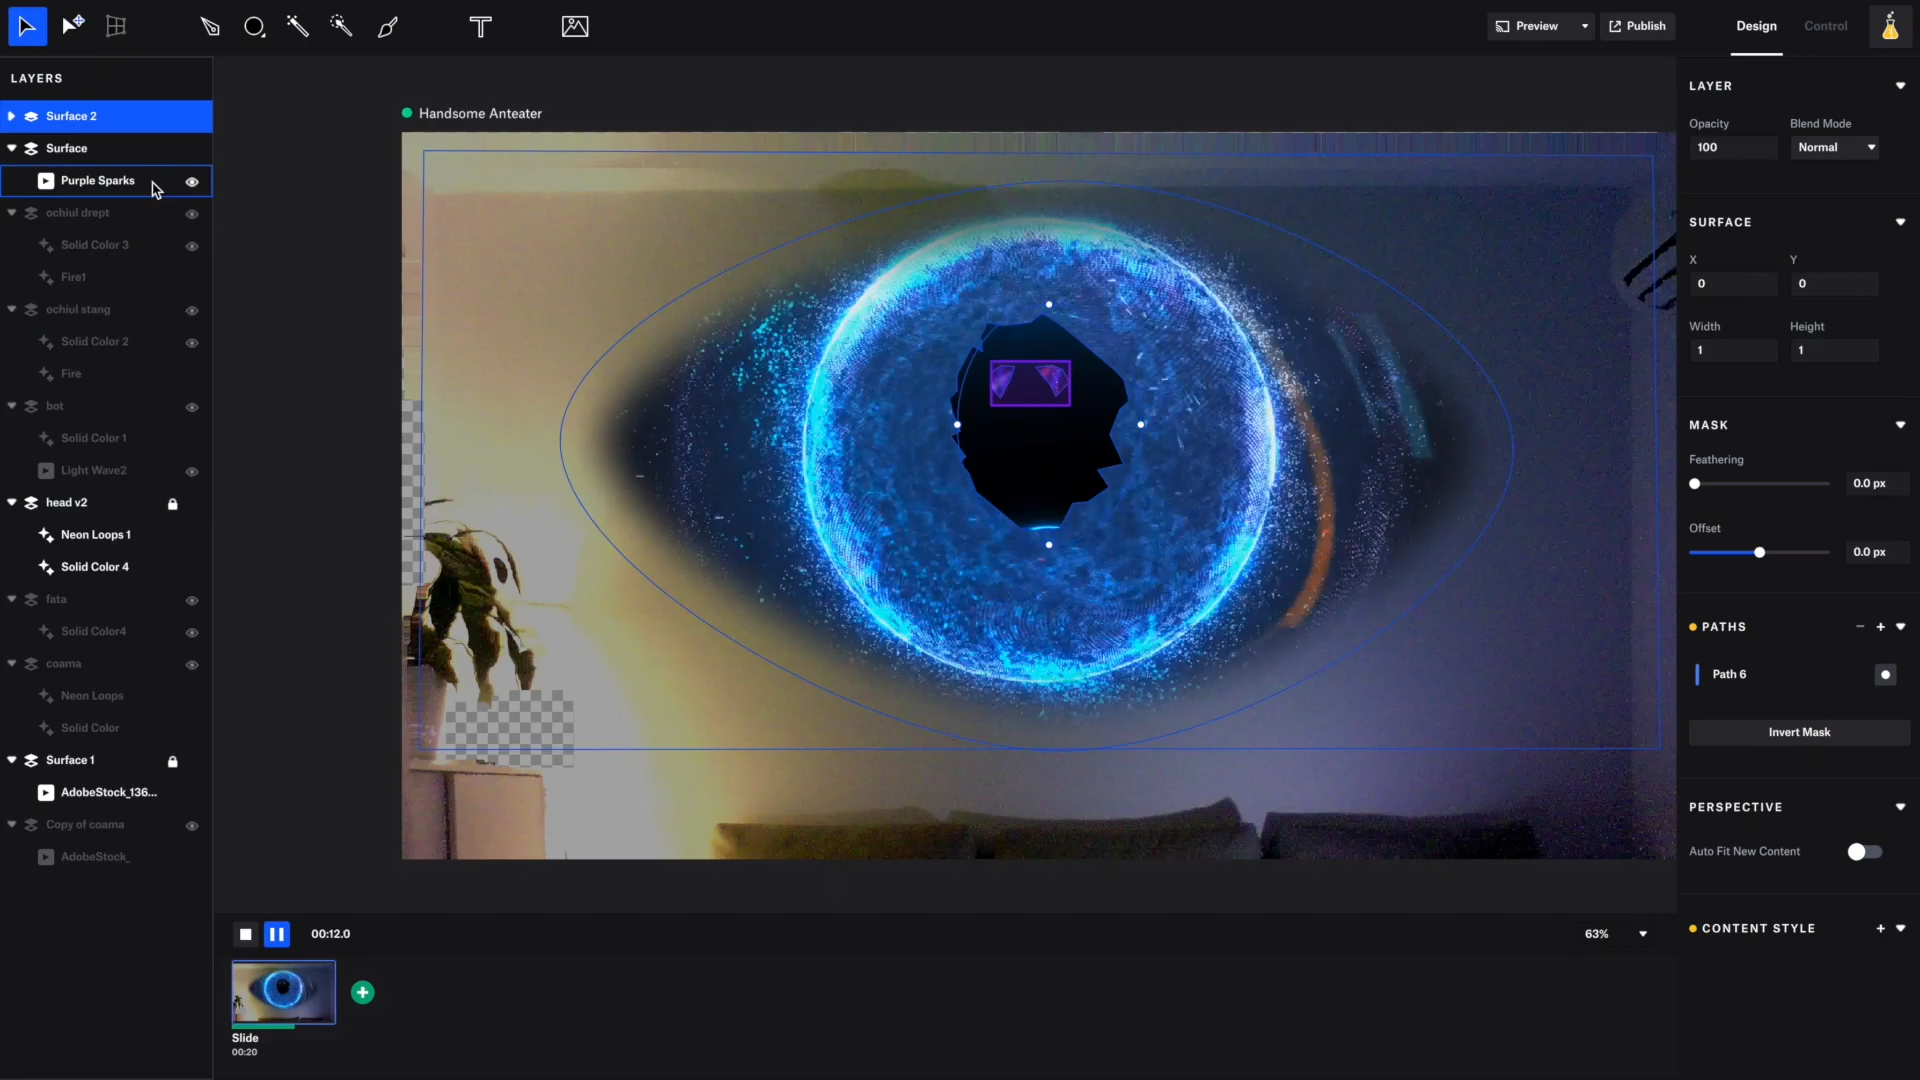 Preview
Publish
Design
Control
LAYERS
Surface 2
Surface
Purple Sparks
ochiul drept
Solid Color 3
Fire1
ochiul stang
Solid Color 2
Fire
bot
Solid Color 1
Light Wave2
head v2
Neon Loops 1
Solid Color 4
fata
Solid Color4
coama
Neon Loops
Solid Color
Surface 1
AdobeStock_136...
Copy of coama
AdobeStock_
Handsome Anteater
00:12.0
63%
Slide
00:20
LAYER
Opacity
Blend Mode
100
Normal
SURFACE
X
Y
0
0
Width
Height
1
1
MASK
Feathering
0.0 px
Offset
0.0 px
PATHS
Path 6
Invert Mask
PERSPECTIVE
Auto Fit New Content
CONTENT STYLE